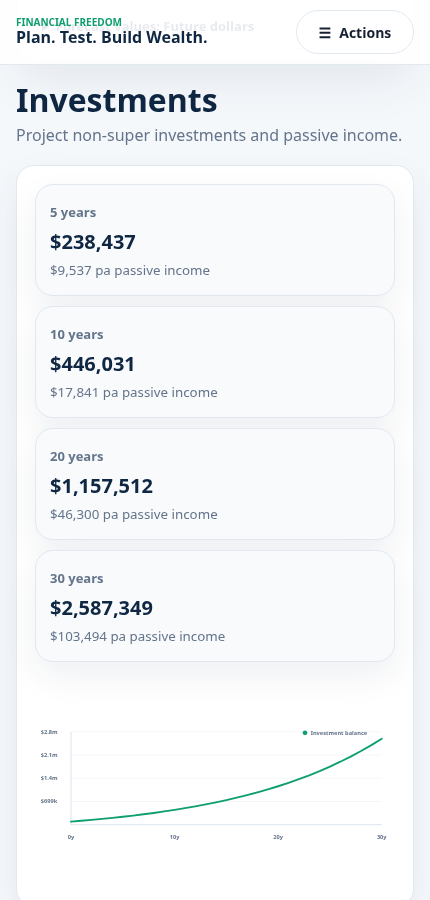 FINANCIAL FREEDOM
Plan. Test. Build Wealth.
values: Future dollars
☰ Actions
Investments
Project non-super investments and passive income.
5 years
$238,437
$9,537 pa passive income
10 years
$446,031
$17,841 pa passive income
20 years
$1,157,512
$46,300 pa passive income
30 years
$2,587,349
$103,494 pa passive income
Investment balance
$2.8m
$2.1m
$1.4m
$699k
0y
10y
20y
30y